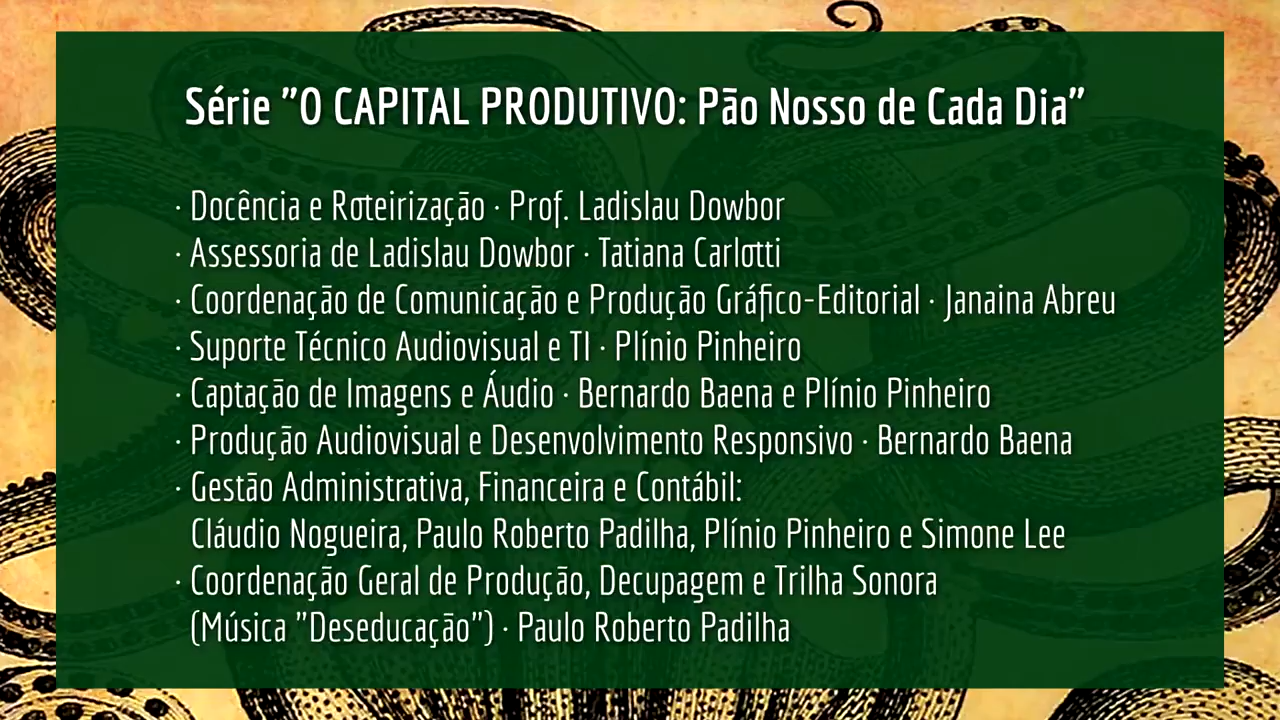 Série "O CAPITAL PRODUTIVO: Pão Nosso de Cada Dia"
· Docência e Roteirização · Prof. Ladislau Dowbor
· Assessoria de Ladislau Dowbor · Tatiana Carlotti
· Coordenação de Comunicação e Produção Gráfico-Editorial · Janaina Abreu
· Suporte Técnico Audiovisual e TI · Plínio Pinheiro
· Captação de Imagens e Áudio · Bernardo Baena e Plínio Pinheiro
· Produção Audiovisual e Desenvolvimento Responsivo · Bernardo Baena
· Gestão Administrativa, Financeira e Contábil:
Cláudio Nogueira, Paulo Roberto Padilha, Plínio Pinheiro e Simone Lee
· Coordenação Geral de Produção, Decupagem e Trilha Sonora
(Música "Deseducação") · Paulo Roberto Padilha